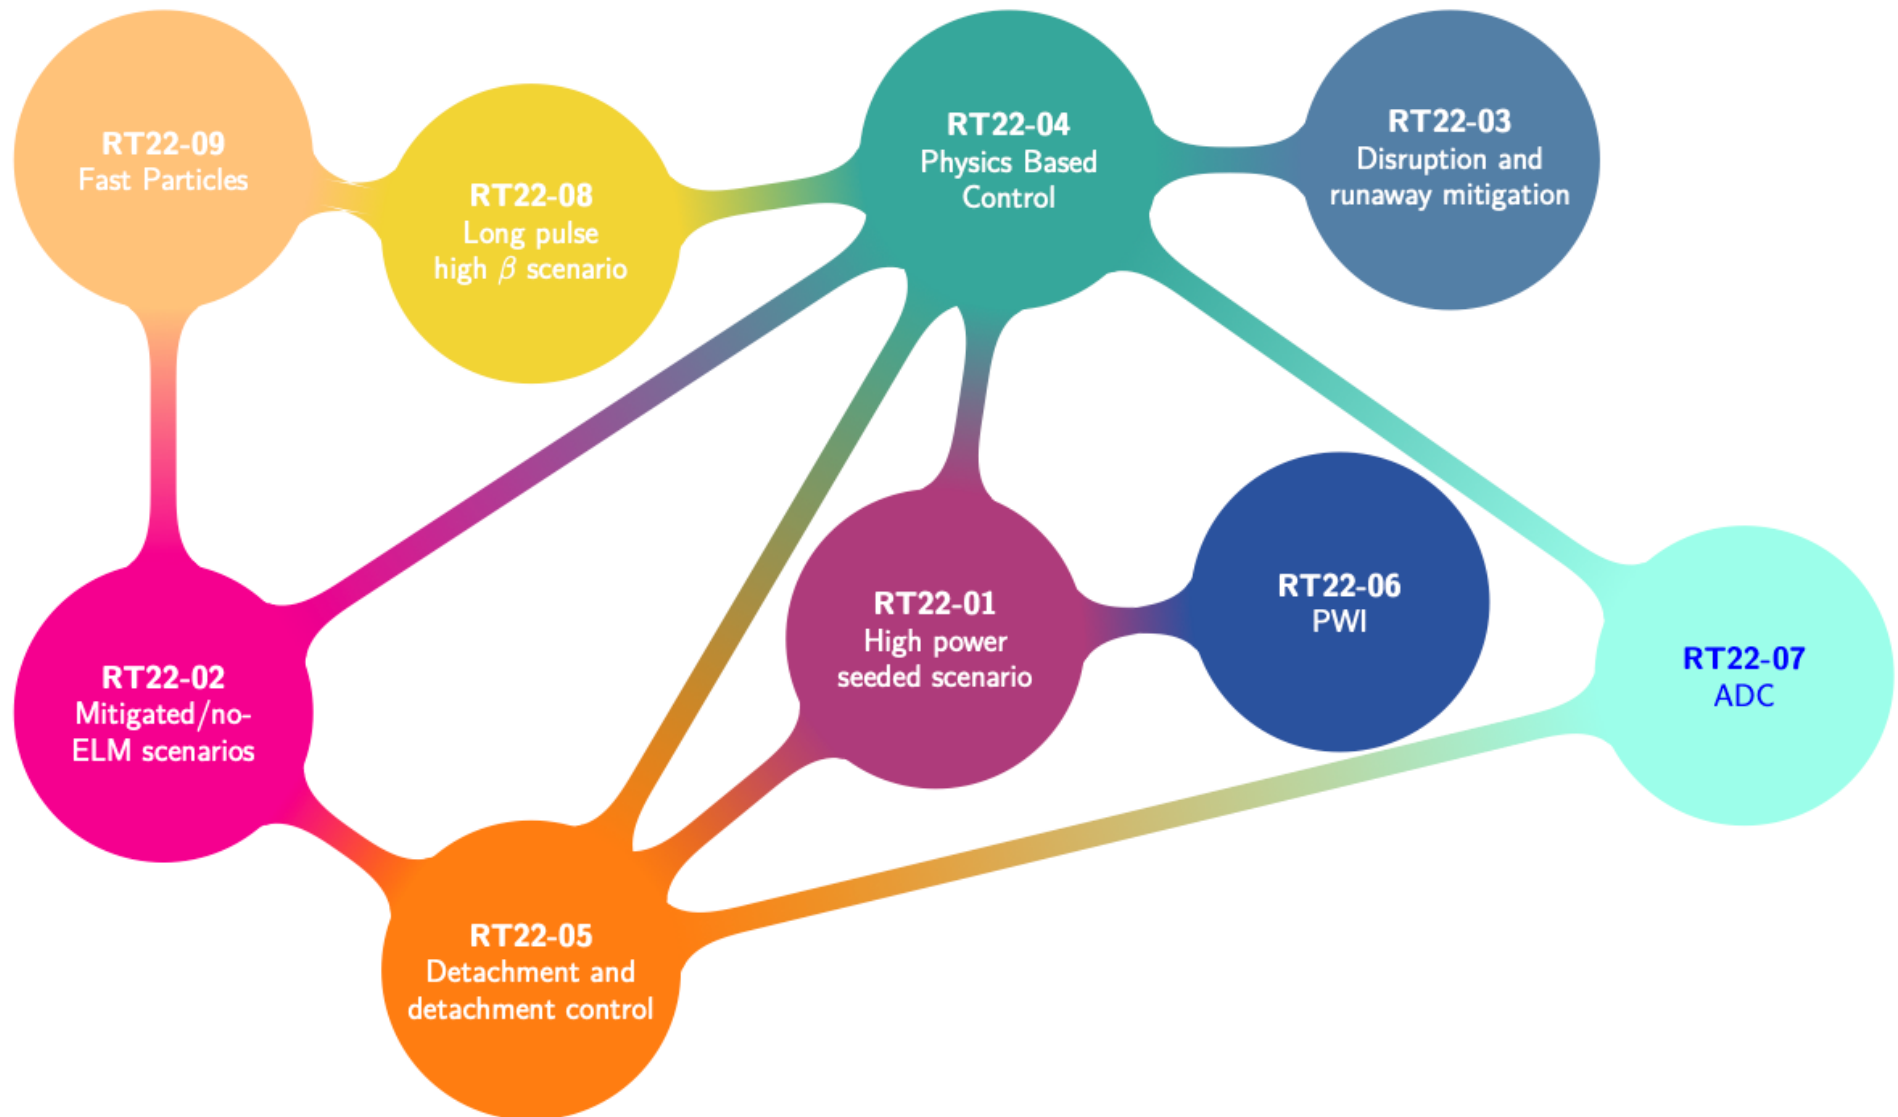 RT22-09
Fast Particles
RT22-08
Long pulse
high β scenario
RT22-04
Physics Based
Control
RT22-03
Disruption and
runaway mitigation
RT22-02
Mitigated/no-
ELM scenarios
RT22-01
High power
seeded scenario
RT22-06
PWI
RT22-07
ADC
RT22-05
Detachment and
detachment control